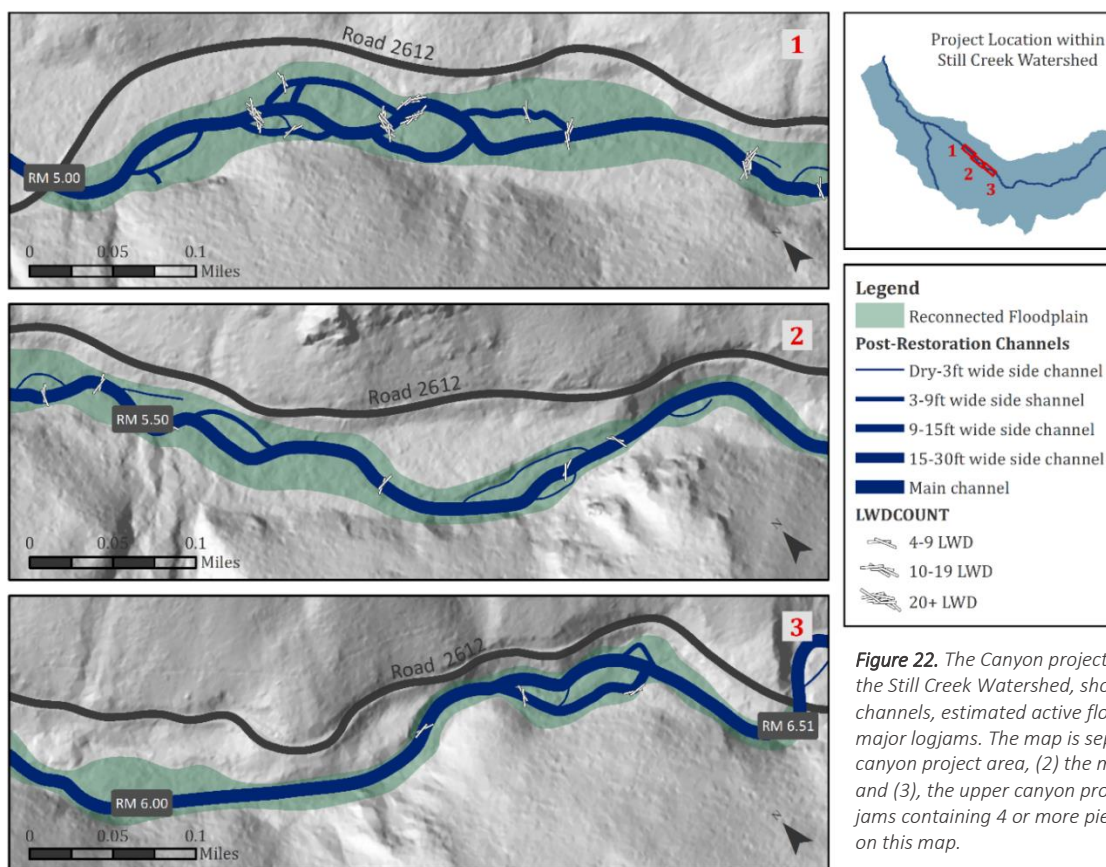 Road 2612
1
RM 5.00
0 0.05 0.1
Miles
N
2
Road 2612
RM 5.50
0 0.05 0.1
Miles
N
3
Road 2612
RM 6.00
RM 6.51
Project Location within
Still Creek Watershed
1
2
3
Legend
Reconnected Floodplain
Post-Restoration Channels
Dry-3ft wide side channel
3-9ft wide side shannel
9-15ft wide side channel
15-30ft wide side channel
Main channel
LWDCOUNT
4-9 LWD
10-19 LWD
20+ LWD
Figure 22. The Canyon project
the Still Creek Watershed, sho
channels, estimated active flo
major logjams. The map is sep
canyon project area, (2) the n
and (3), the upper canyon pro
jams containing 4 or more pie
on this map.